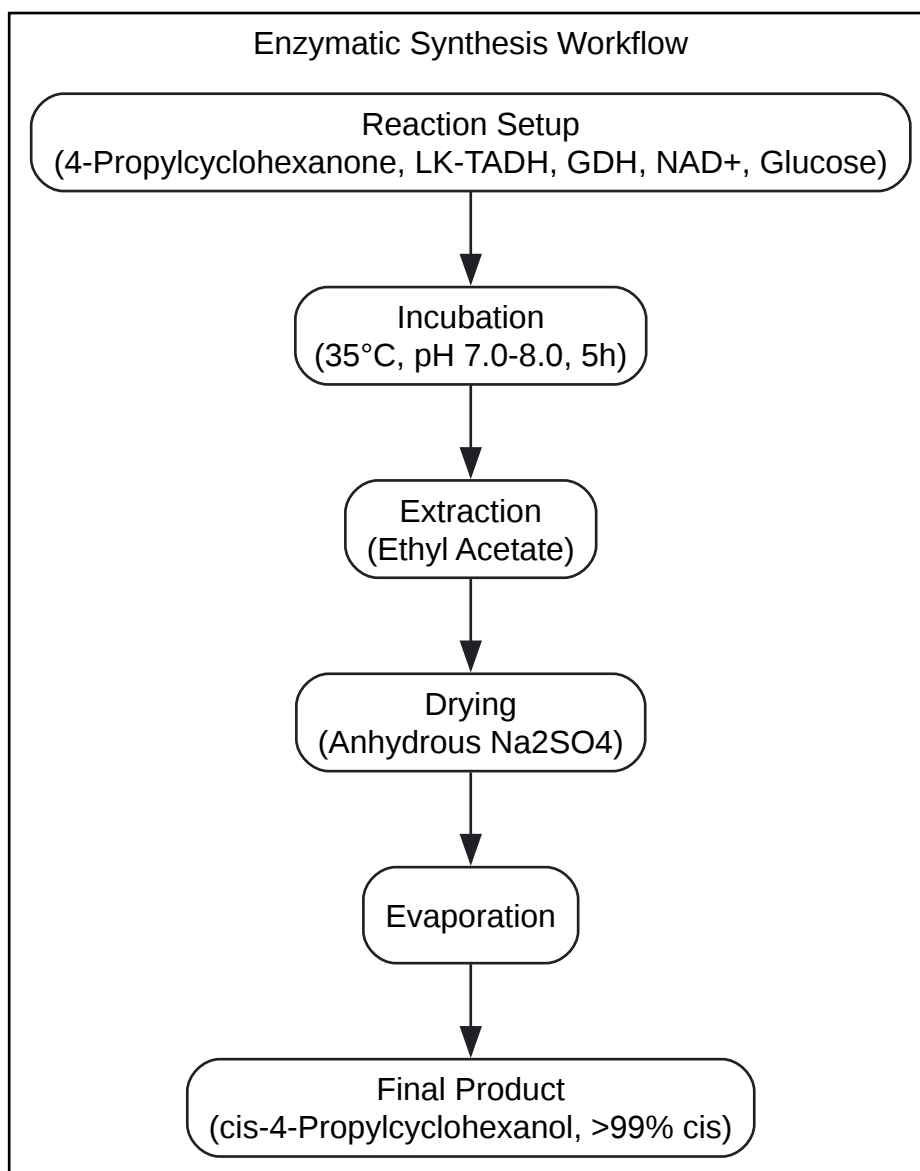 Enzymatic Synthesis Workflow
Reaction Setup
(4-Propylcyclohexanone, LK-TADH, GDH, NAD+, Glucose)
Incubation
(35°C, pH 7.0-8.0, 5h)
Extraction
(Ethyl Acetate)
Drying
(Anhydrous Na2SO4)
Evaporation
Final Product
(cis-4-Propylcyclohexanol, >99% cis)